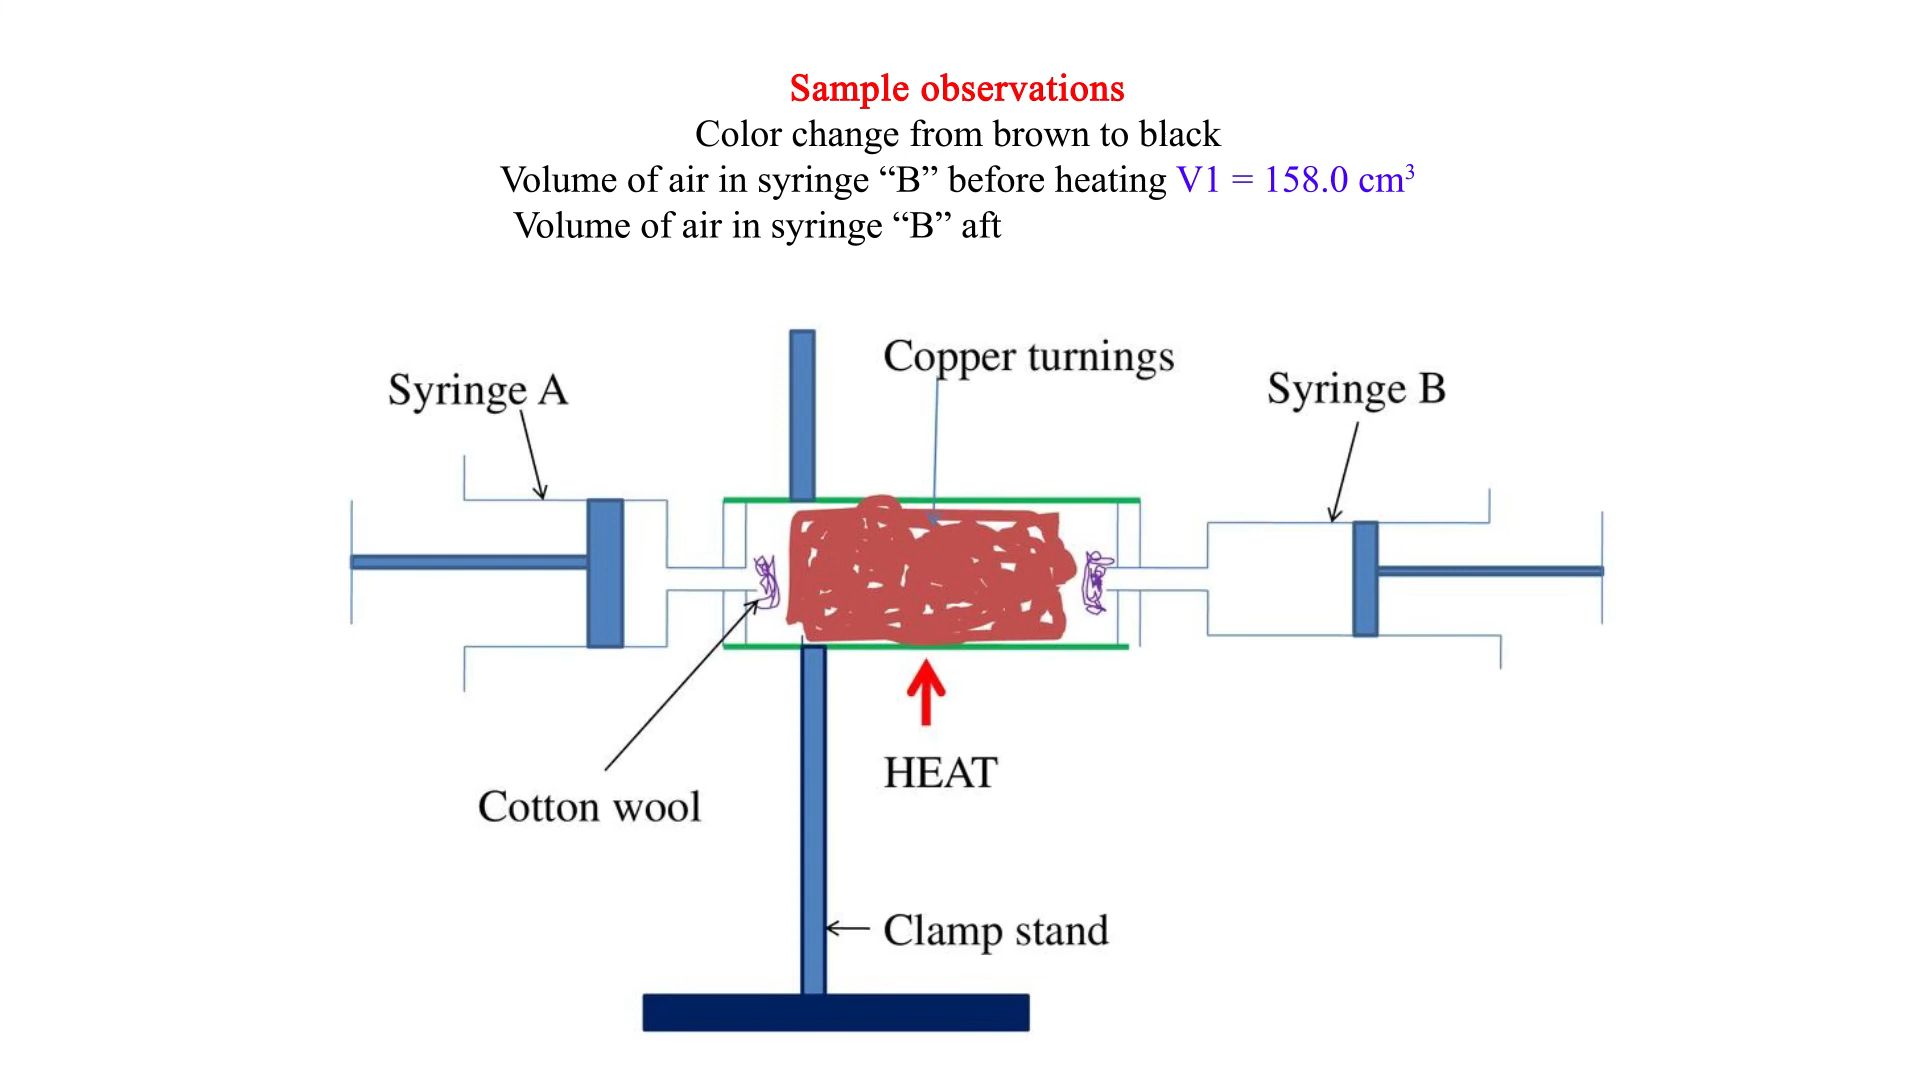 Sample observations
Color change from brown to black
Volume of air in syringe “B” before heating V1 = 158.0 cm³
Volume of air in syringe “B” aft
Copper turnings
Syringe A
Syringe B
HEAT
Cotton wool
Clamp stand